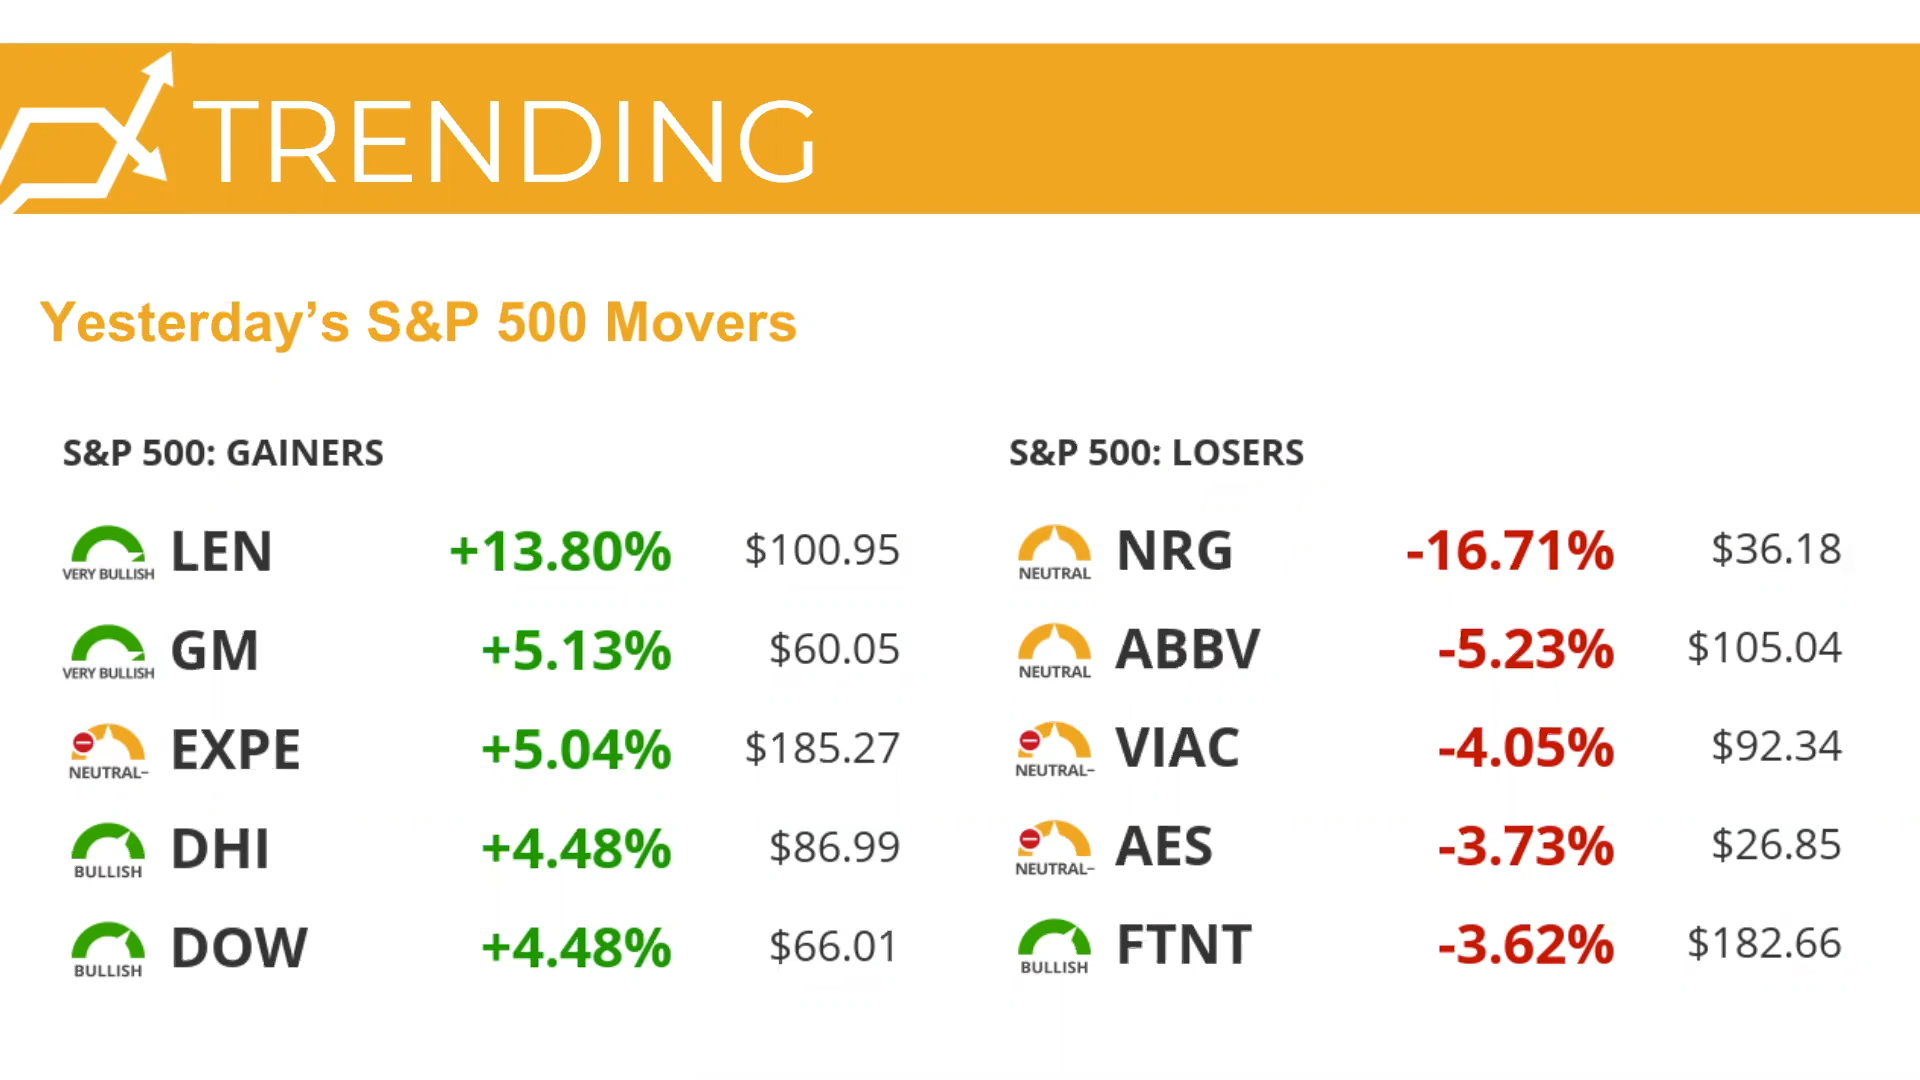 TRENDING
Yesterday’s S&P 500 Movers
S&P 500: GAINERS
VERY BULLISH LEN +13.80% $100.95
VERY BULLISH GM +5.13% $60.05
NEUTRAL– EXPE +5.04% $185.27
BULLISH DHI +4.48% $86.99
BULLISH DOW +4.48% $66.01
S&P 500: LOSERS
NEUTRAL NRG -16.71% $36.18
NEUTRAL ABBV -5.23% $105.04
NEUTRAL– VIAC -4.05% $92.34
NEUTRAL– AES -3.73% $26.85
BULLISH FTNT -3.62% $182.66